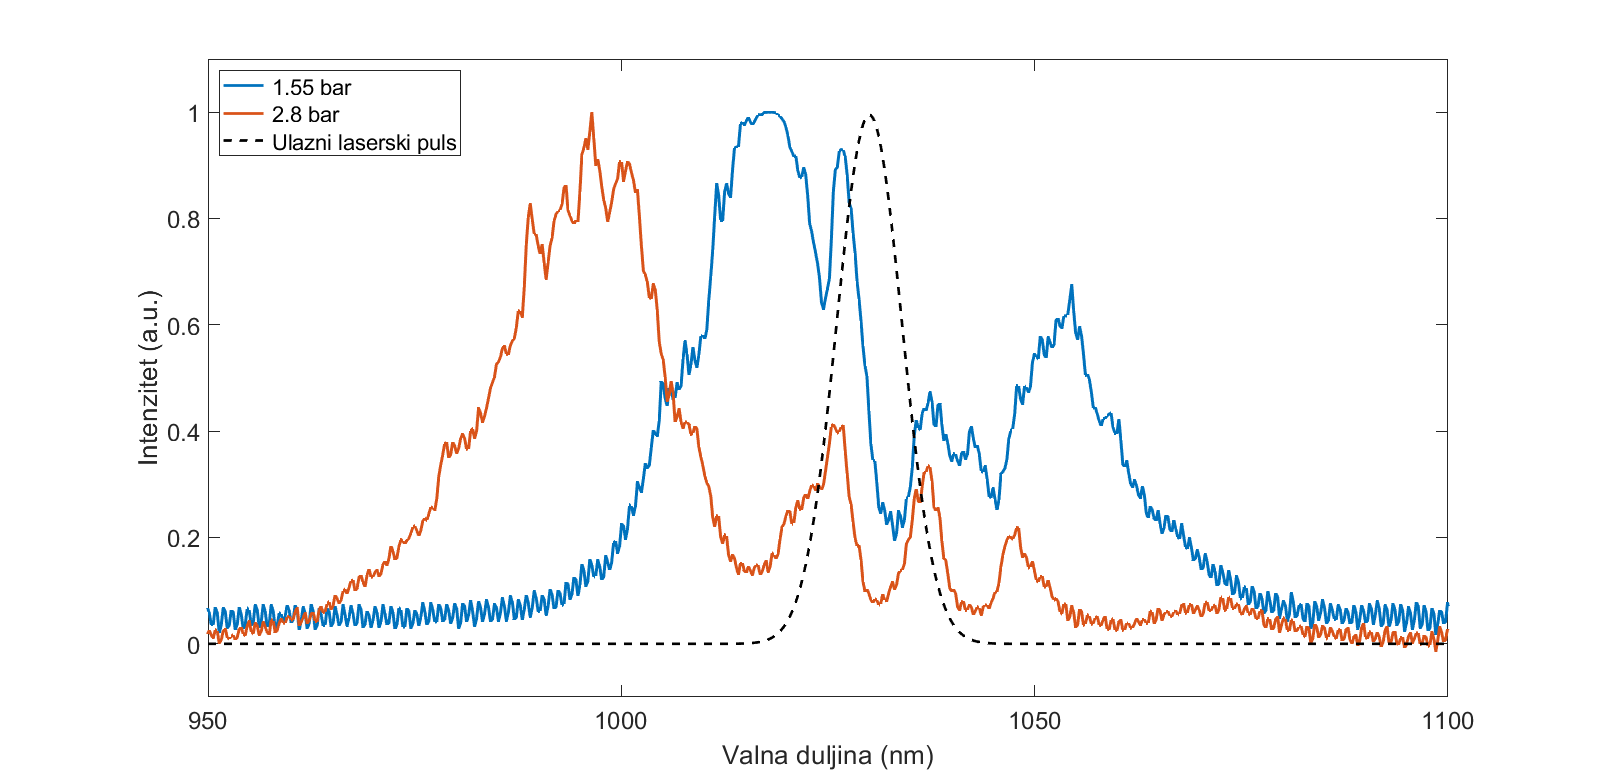 1.55 bar
2.8 bar
Ulazni laserski puls
1
0.8
0.6
0.4
0.2
0
Intenzitet (a.u.)
950
1000
1050
1100
Valna duljina (nm)